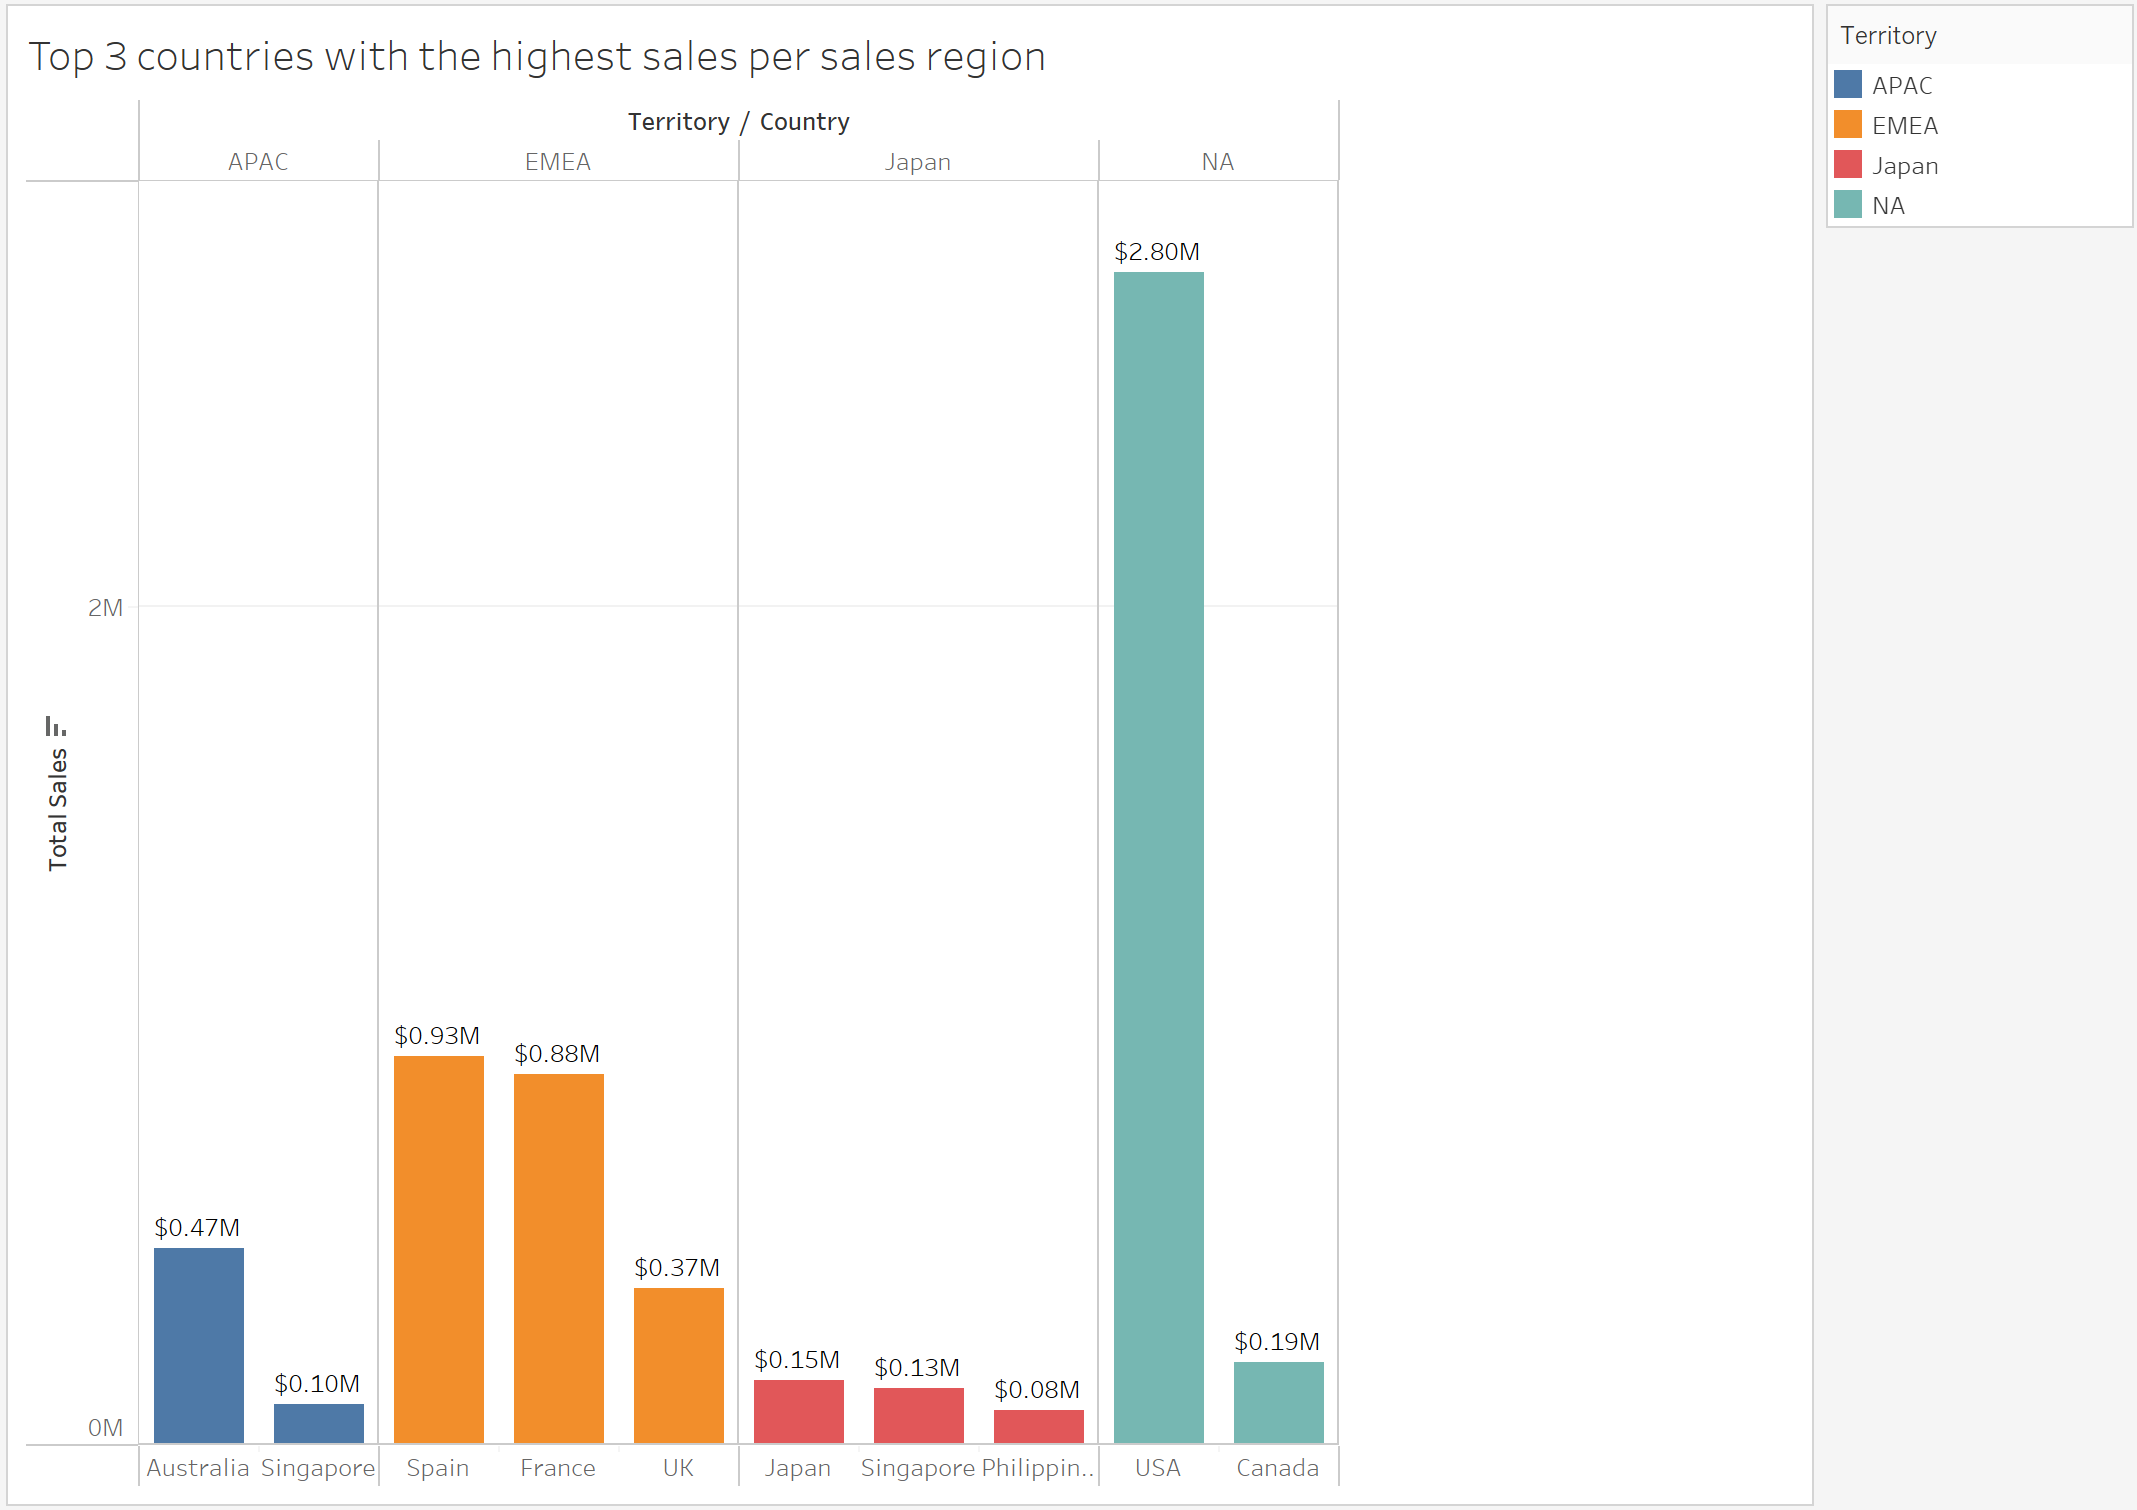 Top 3 countries with the highest sales per sales region
Territory / Country
APAC EMEA Japan NA
$2.80M
2M
Total Sales
$0.93M
$0.88M
$0.47M
$0.37M
$0.19M
$0.15M
$0.13M
$0.10M
$0.08M
0M
Australia Singapore Spain France UK Japan Singapore Philippin.. USA Canada
Territory
APAC
EMEA
Japan
NA